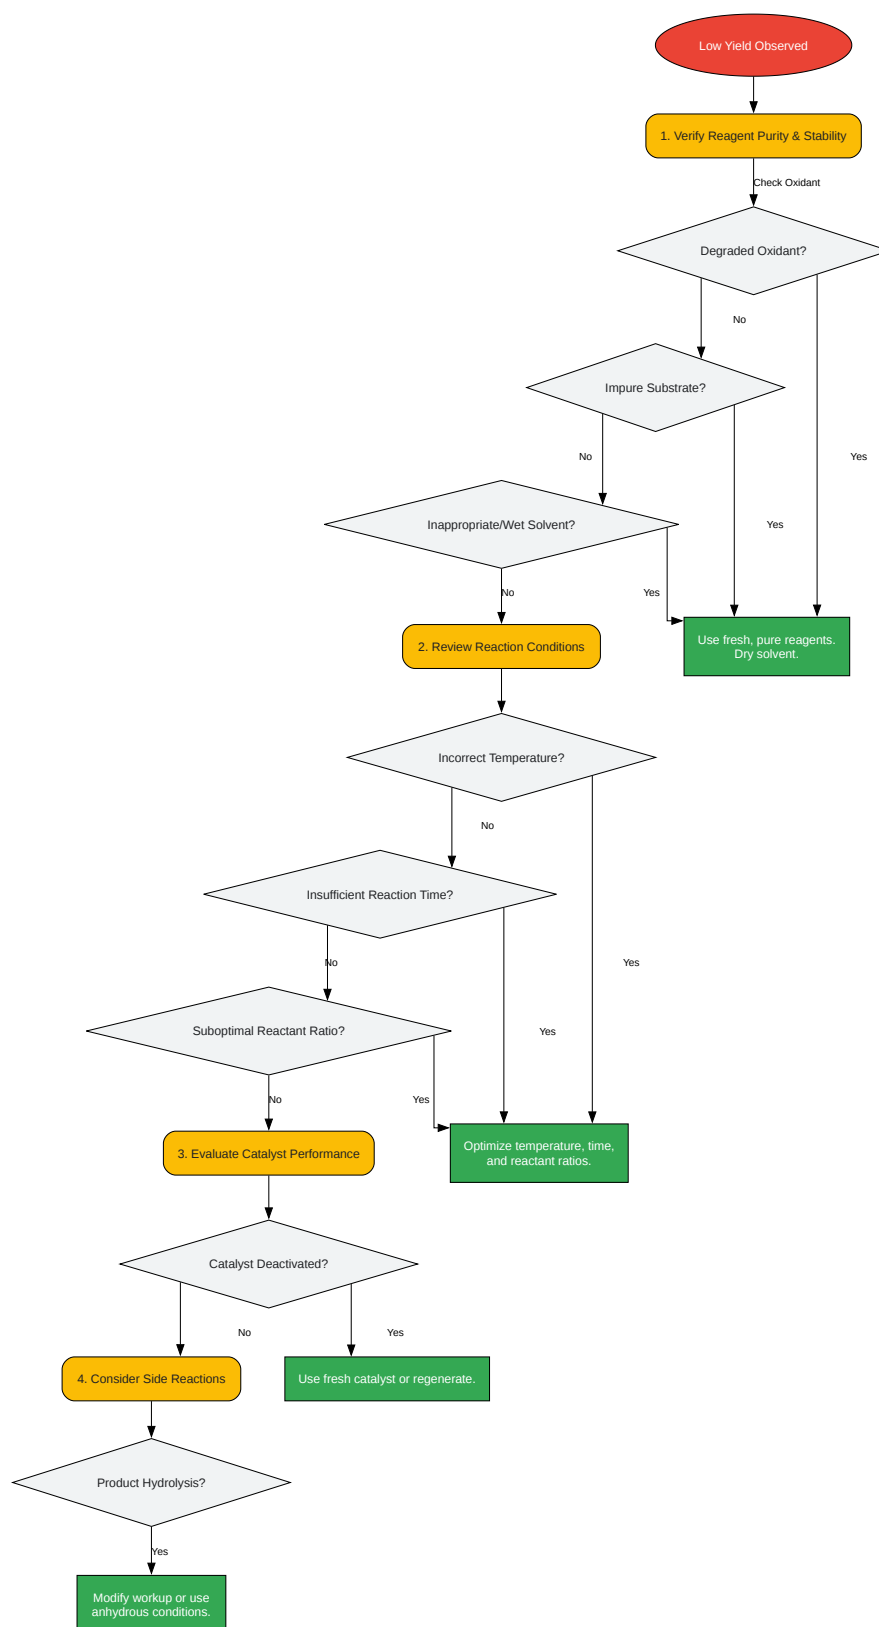 Low Yield Observed
1. Verify Reagent Purity & Stability
Check Oxidant
Degraded Oxidant?
No
Impure Substrate?
No
Yes
Inappropriate/Wet Solvent?
Yes
No
Yes
Use fresh, pure reagents.
Dry solvent.
2. Review Reaction Conditions
Incorrect Temperature?
No
Insufficient Reaction Time?
No
Yes
Suboptimal Reactant Ratio?
Yes
No
Yes
Optimize temperature, time,
and reactant ratios.
3. Evaluate Catalyst Performance
Catalyst Deactivated?
No
Yes
4. Consider Side Reactions
Use fresh catalyst or regenerate.
Product Hydrolysis?
Yes
Modify workup or use
anhydrous conditions.